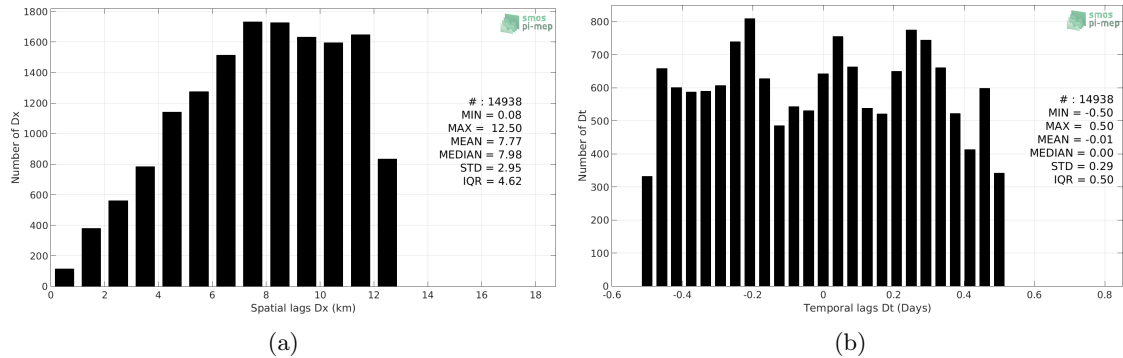 1800
1600
1400
1200
1000
800
600
400
200
0
Number of Dx
smos
pi-mep
# : 14938
MIN = 0.08
MAX = 12.50
MEAN = 7.77
MEDIAN = 7.98
STD = 2.95
IQR = 4.62
0 2 4 6 8 10 12 14 16 18
Spatial lags Dx (km)
(a)
800
700
600
500
400
300
200
100
0
Number of Dt
smos
pi-mep
# : 14938
MIN = -0.50
MAX = 0.50
MEAN = -0.01
MEDIAN = 0.00
STD = 0.29
IQR = 0.50
-0.6 -0.4 -0.2 0 0.2 0.4 0.6 0.8
Temporal lags Dt (Days)
(b)